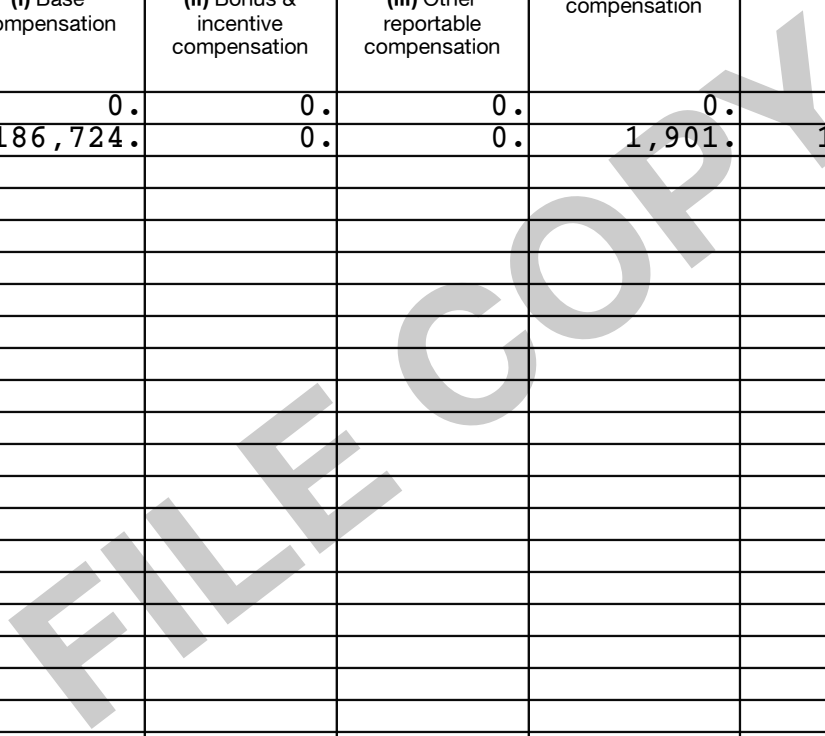 (i) Base
compensation
(ii) Bonus &
incentive
compensation
(iii) Other
reportable
compensation
compensation
0. 0. 0. 0.
186,724. 0. 0. 1,901.
FILE COPY